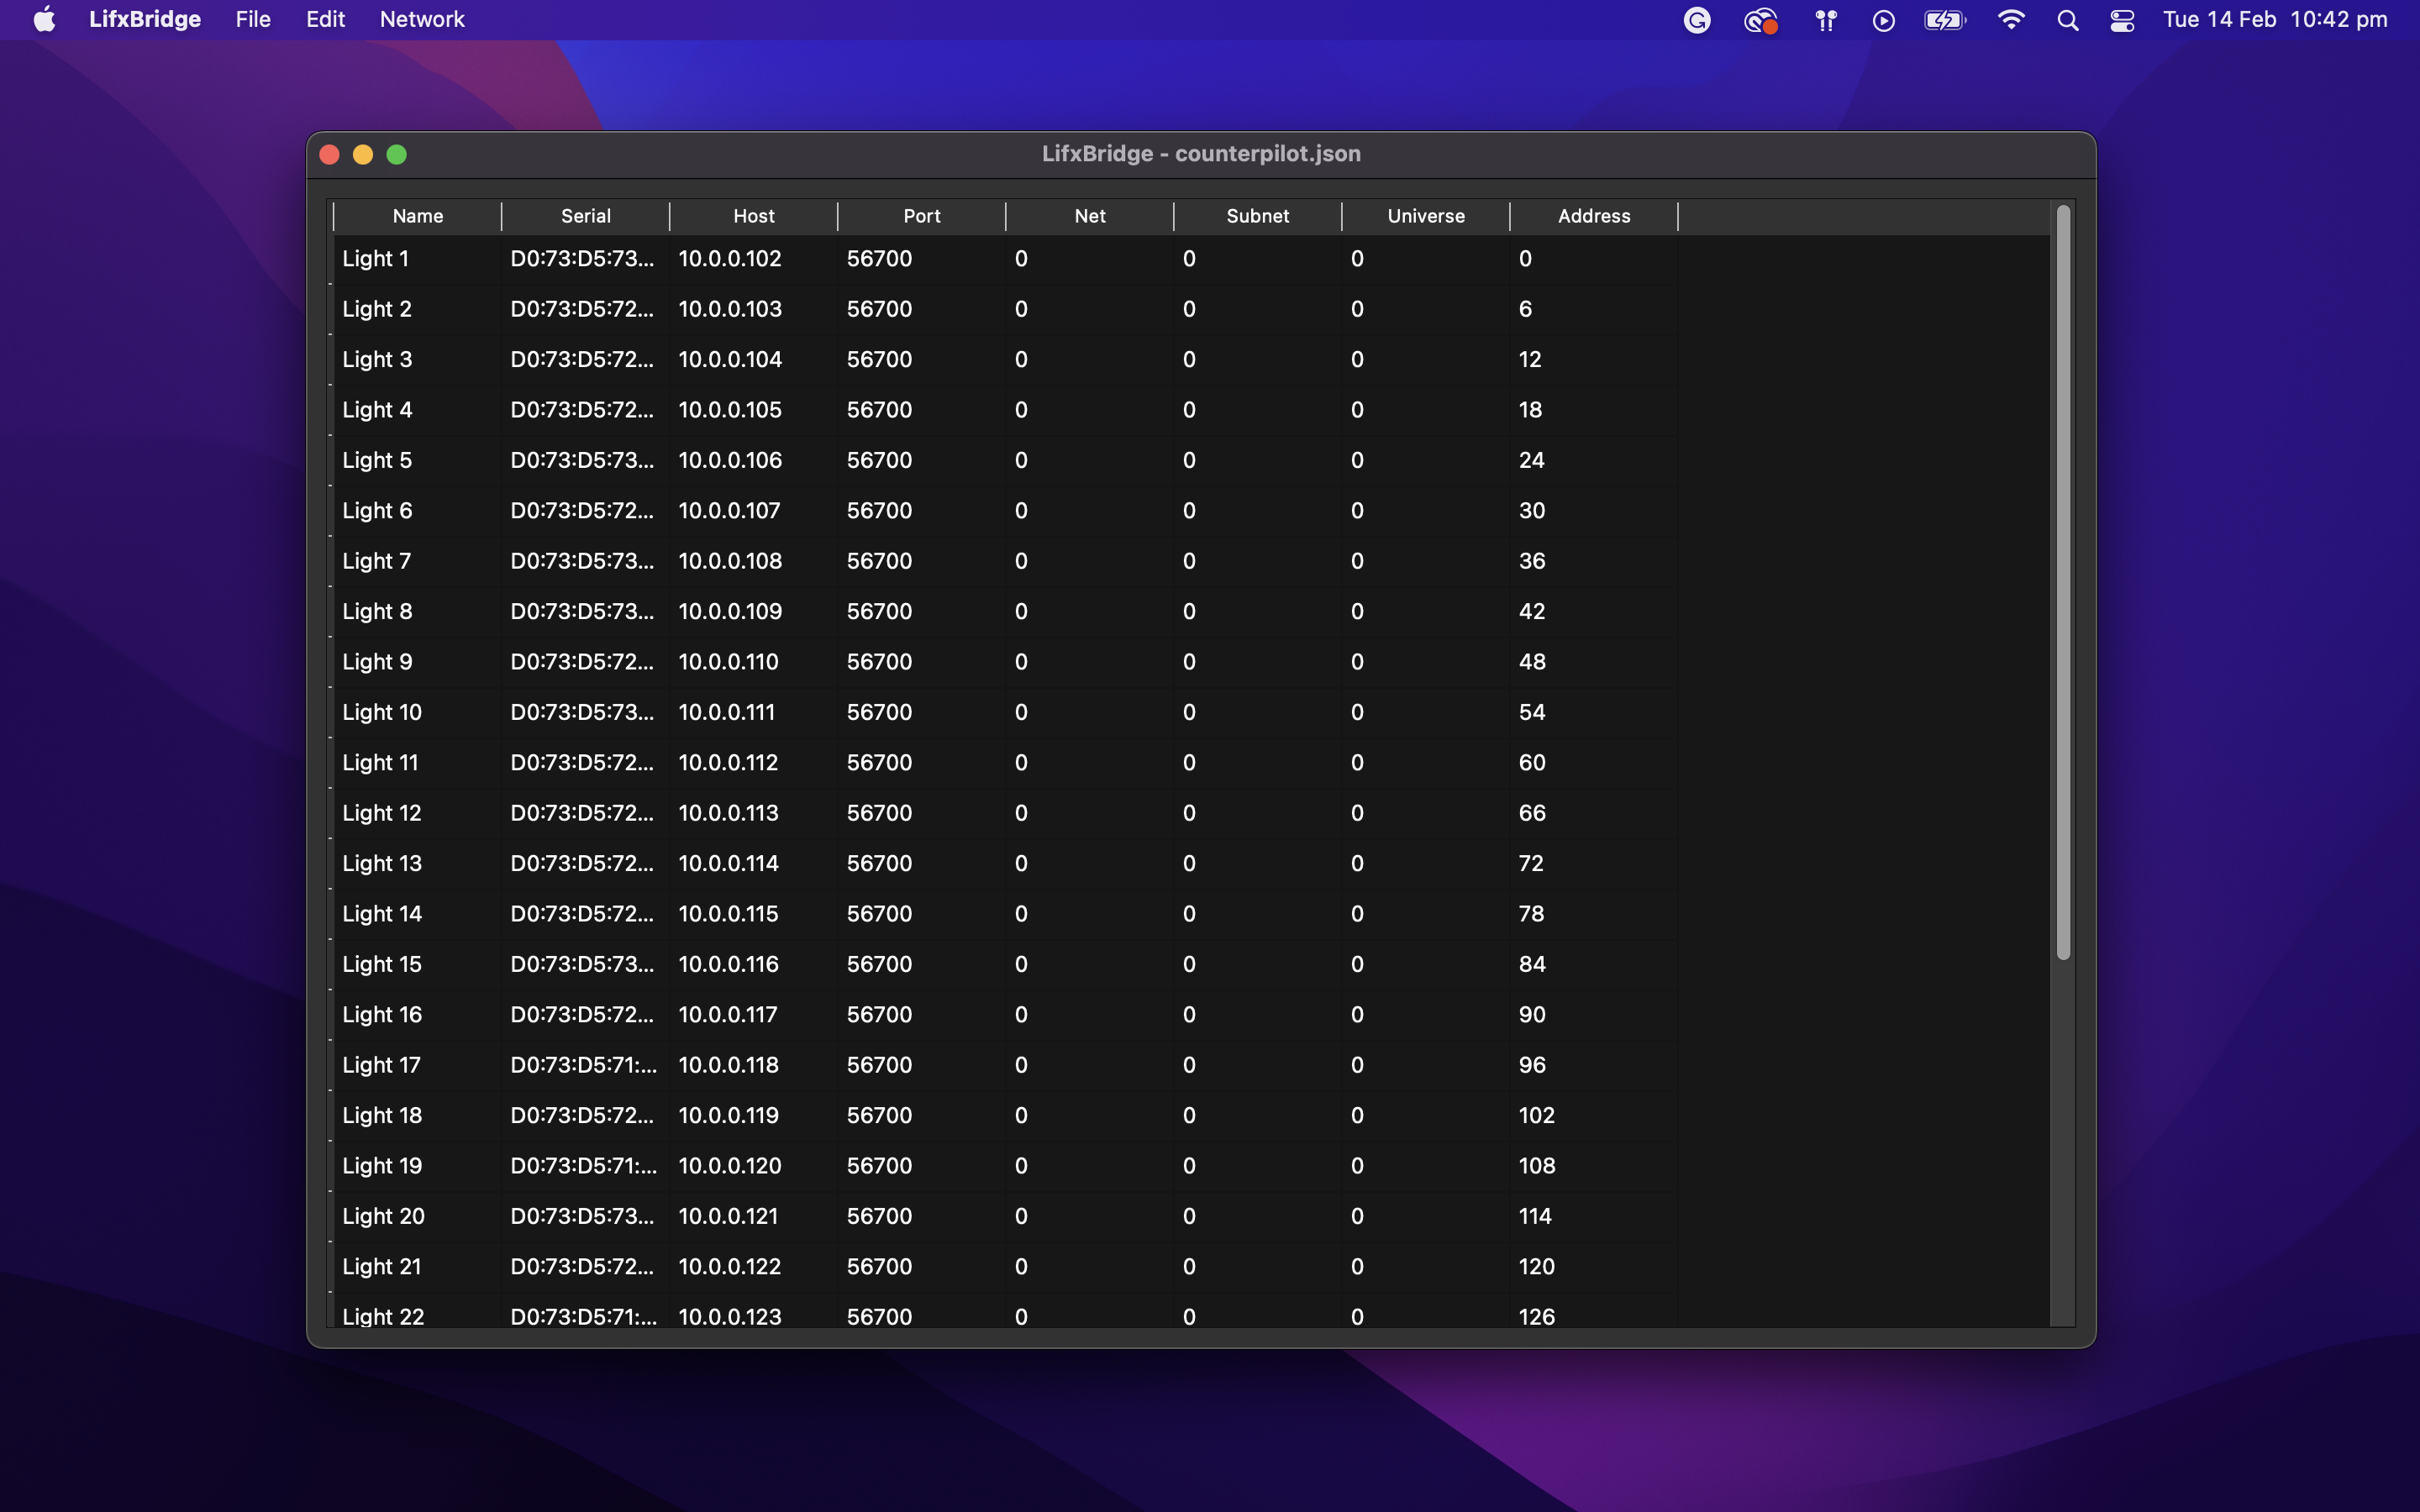 LifxBridge File Edit Network Tue 14 Feb 10:42 pm
LifxBridge - counterpilot.json
Name Serial Host Port Net Subnet Universe Address
Light 1 D0:73:D5:73... 10.0.0.102 56700 0 0 0 0
Light 2 D0:73:D5:72... 10.0.0.103 56700 0 0 0 6
Light 3 D0:73:D5:72... 10.0.0.104 56700 0 0 0 12
Light 4 D0:73:D5:72... 10.0.0.105 56700 0 0 0 18
Light 5 D0:73:D5:73... 10.0.0.106 56700 0 0 0 24
Light 6 D0:73:D5:72... 10.0.0.107 56700 0 0 0 30
Light 7 D0:73:D5:73... 10.0.0.108 56700 0 0 0 36
Light 8 D0:73:D5:73... 10.0.0.109 56700 0 0 0 42
Light 9 D0:73:D5:72... 10.0.0.110 56700 0 0 0 48
Light 10 D0:73:D5:73... 10.0.0.111 56700 0 0 0 54
Light 11 D0:73:D5:72... 10.0.0.112 56700 0 0 0 60
Light 12 D0:73:D5:72... 10.0.0.113 56700 0 0 0 66
Light 13 D0:73:D5:72... 10.0.0.114 56700 0 0 0 72
Light 14 D0:73:D5:72... 10.0.0.115 56700 0 0 0 78
Light 15 D0:73:D5:73... 10.0.0.116 56700 0 0 0 84
Light 16 D0:73:D5:72... 10.0.0.117 56700 0 0 0 90
Light 17 D0:73:D5:71:... 10.0.0.118 56700 0 0 0 96
Light 18 D0:73:D5:72... 10.0.0.119 56700 0 0 0 102
Light 19 D0:73:D5:71:... 10.0.0.120 56700 0 0 0 108
Light 20 D0:73:D5:73... 10.0.0.121 56700 0 0 0 114
Light 21 D0:73:D5:72... 10.0.0.122 56700 0 0 0 120
Light 22 D0:73:D5:71:... 10.0.0.123 56700 0 0 0 126